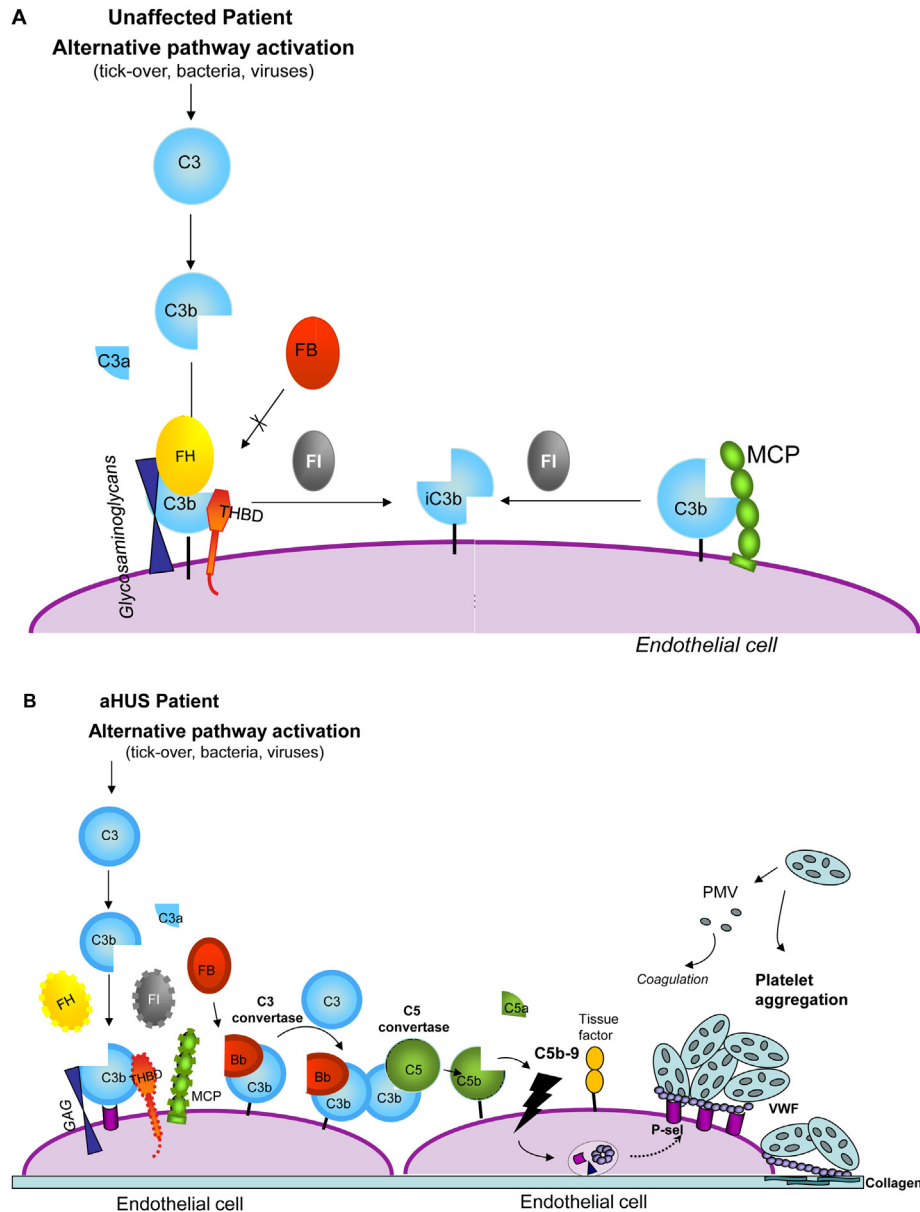 A
Unaffected Patient
Alternative pathway activation
(tick-over, bacteria, viruses)
C3
C3b
C3a
FB
FH
FI
FI
MCP
C3b
THBD
iC3b
C3b
Glycosaminoglycans
Endothelial cell
B
aHUS Patient
Alternative pathway activation
(tick-over, bacteria, viruses)
C3
C3a
C3b
FH
FI
FB
C3
convertase
C3
C5
convertase
C5a
Tissue
factor
PMV
Coagulation
Platelet
aggregation
C3b
THBD
MCP
GAG
Bb
C3b
Bb
C3b
C3b
C5
C5b
C5b-9
P-sel
VWF
Collagen
Endothelial cell
Endothelial cell